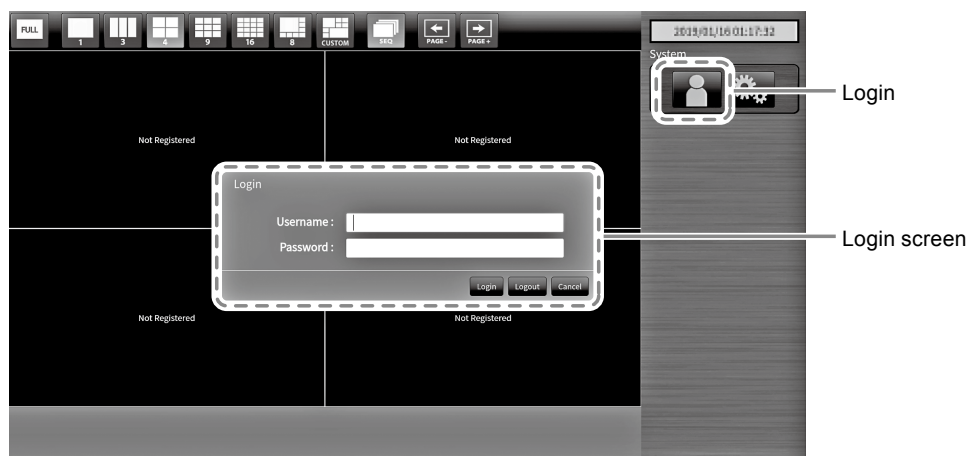 FULL
1
3
4
9
16
8
CUSTOM
SEQ
PAGE-
PAGE+
2019/01/16 01:17:32
System
Login
Not Registered
Not Registered
Login
Username :
Password :
Login screen
Login
Logout
Cancel
Not Registered
Not Registered